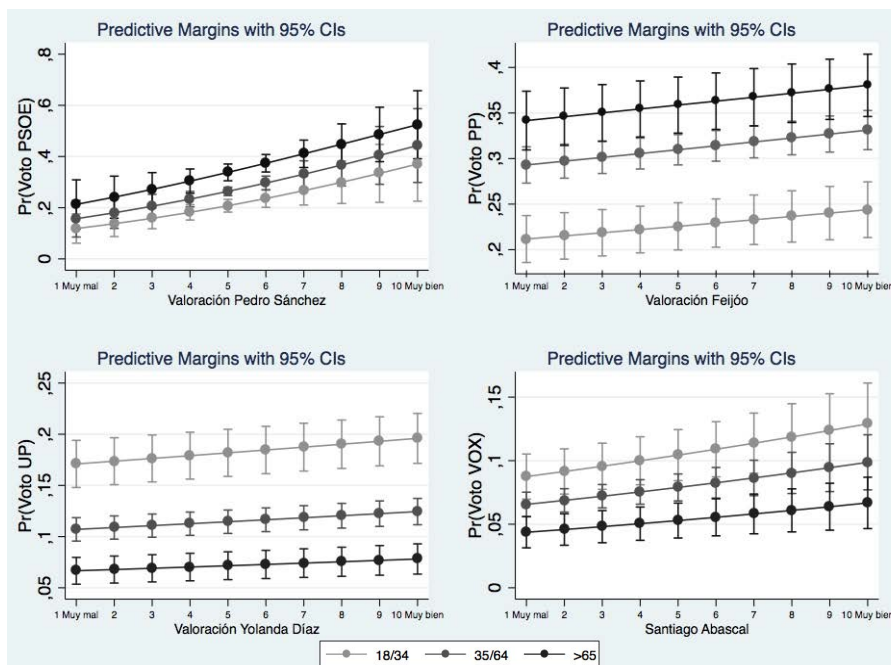 Predictive Margins with 95% CIs
Pr(Voto PSOE)
,8
,6
,4
,2
0
1 Muy mal 2 3 4 5 6 7 8 9 10 Muy bien
Valoración Pedro Sánchez
Predictive Margins with 95% CIs
Pr(Voto PP)
,4
,35
,3
,25
,2
1 Muy mal 2 3 4 5 6 7 8 9 10 Muy bien
Valoración Feijóo
Predictive Margins with 95% CIs
Pr(Voto UP)
,25
,2
,15
,1
,05
1 Muy mal 2 3 4 5 6 7 8 9 10 Muy bien
Valoración Yolanda Díaz
Predictive Margins with 95% CIs
Pr(Voto VOX)
,15
,1
,05
0
1 Muy mal 2 3 4 5 6 7 8 9 10 Muy bien
Santiago Abascal
18/34 35/64 >65